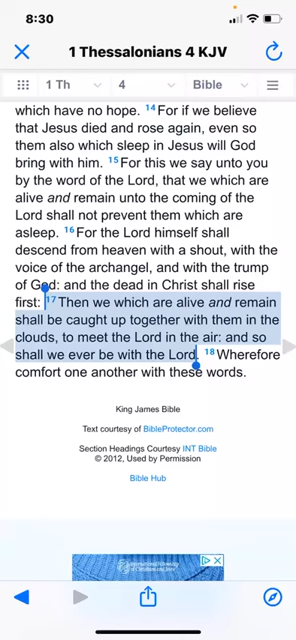 8:30
1 Thessalonians 4 KJV
1 Th 4 Bible
which have no hope. 14 For if we believe
that Jesus died and rose again, even so
them also which sleep in Jesus will God
bring with him. 15 For this we say unto you
by the word of the Lord, that we which are
alive and remain unto the coming of the
Lord shall not prevent them which are
asleep. 16 For the Lord himself shall
descend from heaven with a shout, with the
voice of the archangel, and with the trump
of God: and the dead in Christ shall rise
first: 17 Then we which are alive and remain
shall be caught up together with them in the
clouds, to meet the Lord in the air: and so
shall we ever be with the Lord. 18 Wherefore
comfort one another with these words.
King James Bible
Text courtesy of BibleProtector.com
Section Headings Courtesy INT Bible
© 2012, Used by Permission
Bible Hub